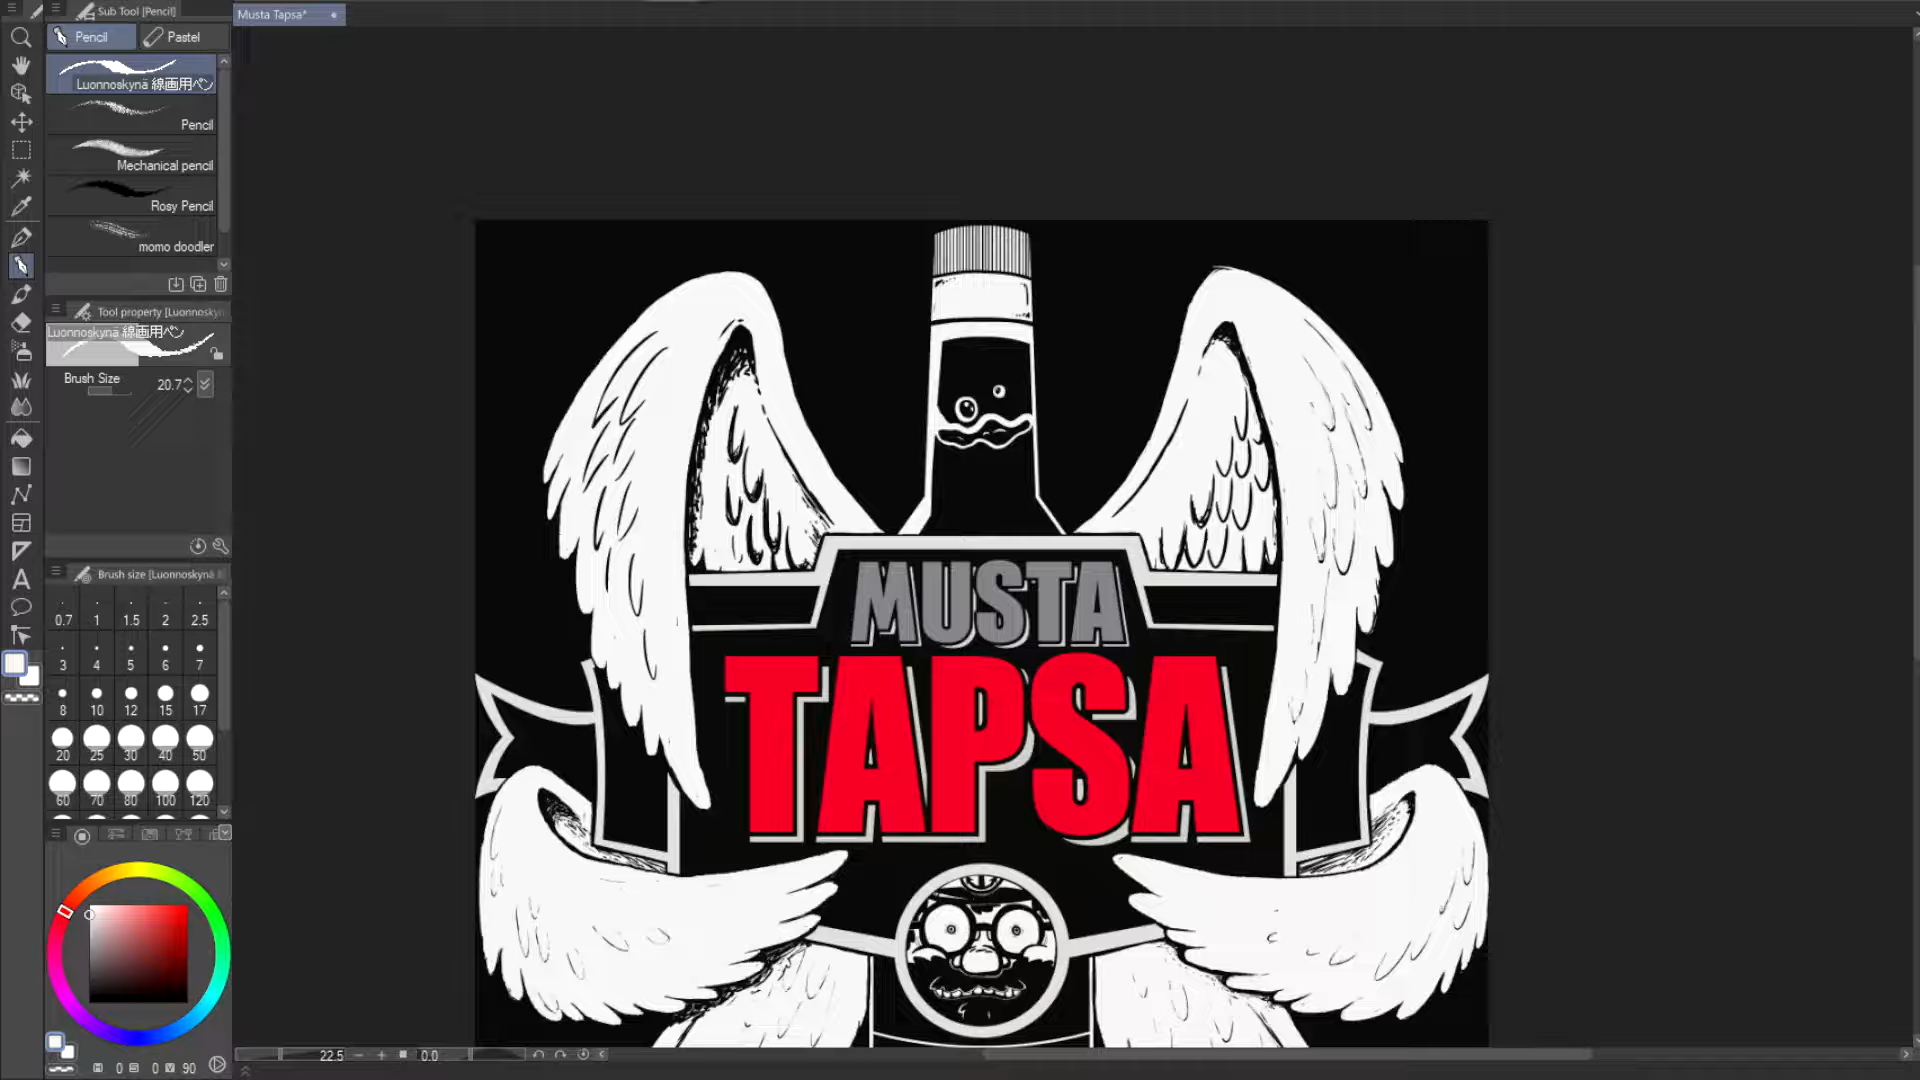 Sub Tool [Pencil]
Musta Tapsa*
Pencil
Pastel
Luonnoskynä 線画用ペン
Pencil
Mechanical pencil
Rosy Pencil
momo doodler
Tool property [Luonnoskyn
Luonnoskynä 線画用ペン
Brush Size 20.7
Brush size [Luonnoskynä
0.7 1 1.5 2 2.5
3 4 5 6 7
8 10 12 15 17
20 25 30 40 50
60 70 80 100 120
MUSTA
TAPSA
22.5 0.0
H 0 S 0 V 90